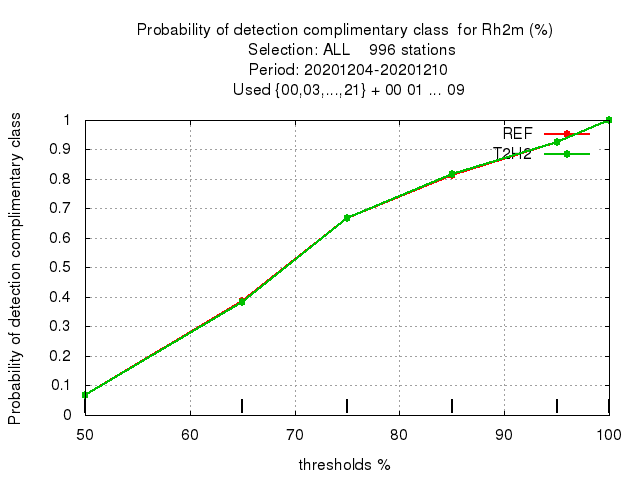 Probability of detection complimentary class  for Rh2m (%)
Selection: ALL    996 stations
Period: 20201204-20201210
Used {00,03,...,21} + 00 01 ... 09
Probability of detection complimentary class
1
0.9
0.8
0.7
0.6
0.5
0.4
0.3
0.2
0.1
0
REF
T2H2
50
60
70
80
90
100
thresholds %